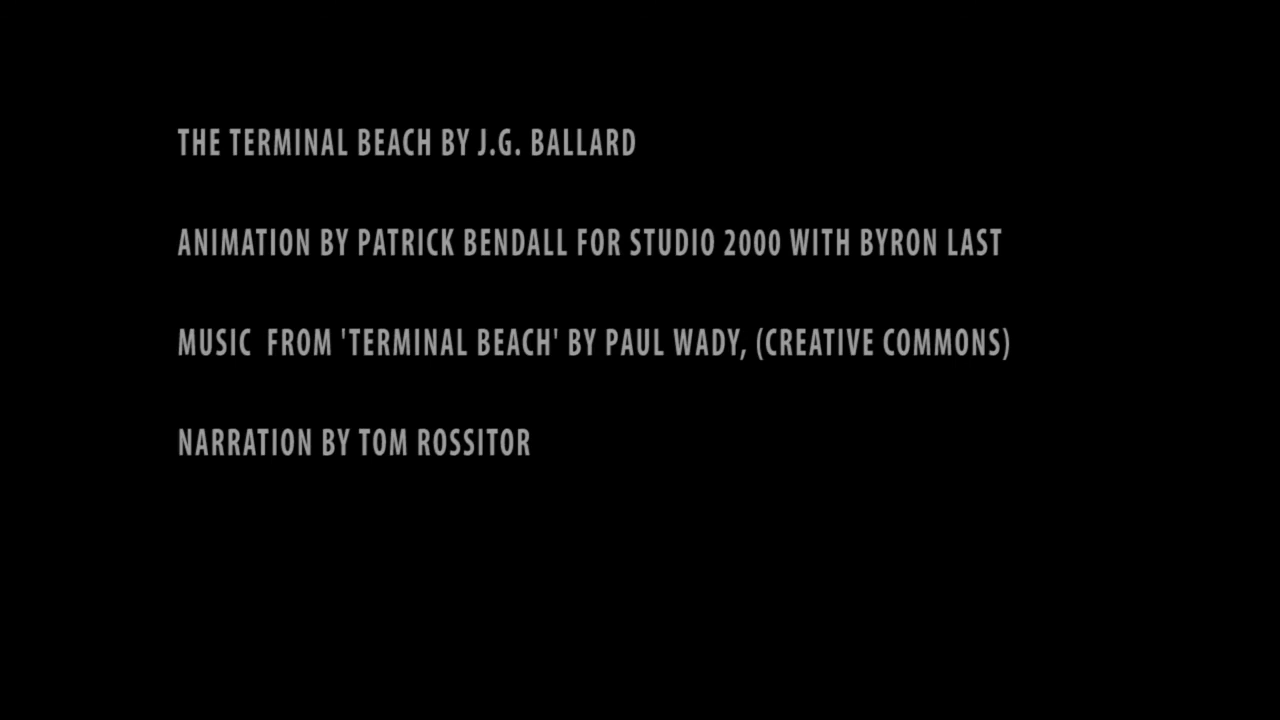 THE TERMINAL BEACH BY J.G. BALLARD
ANIMATION BY PATRICK BENDALL FOR STUDIO 2000 WITH BYRON LAST
MUSIC  FROM 'TERMINAL BEACH' BY PAUL WADY, (CREATIVE COMMONS)
NARRATION BY TOM ROSSITOR